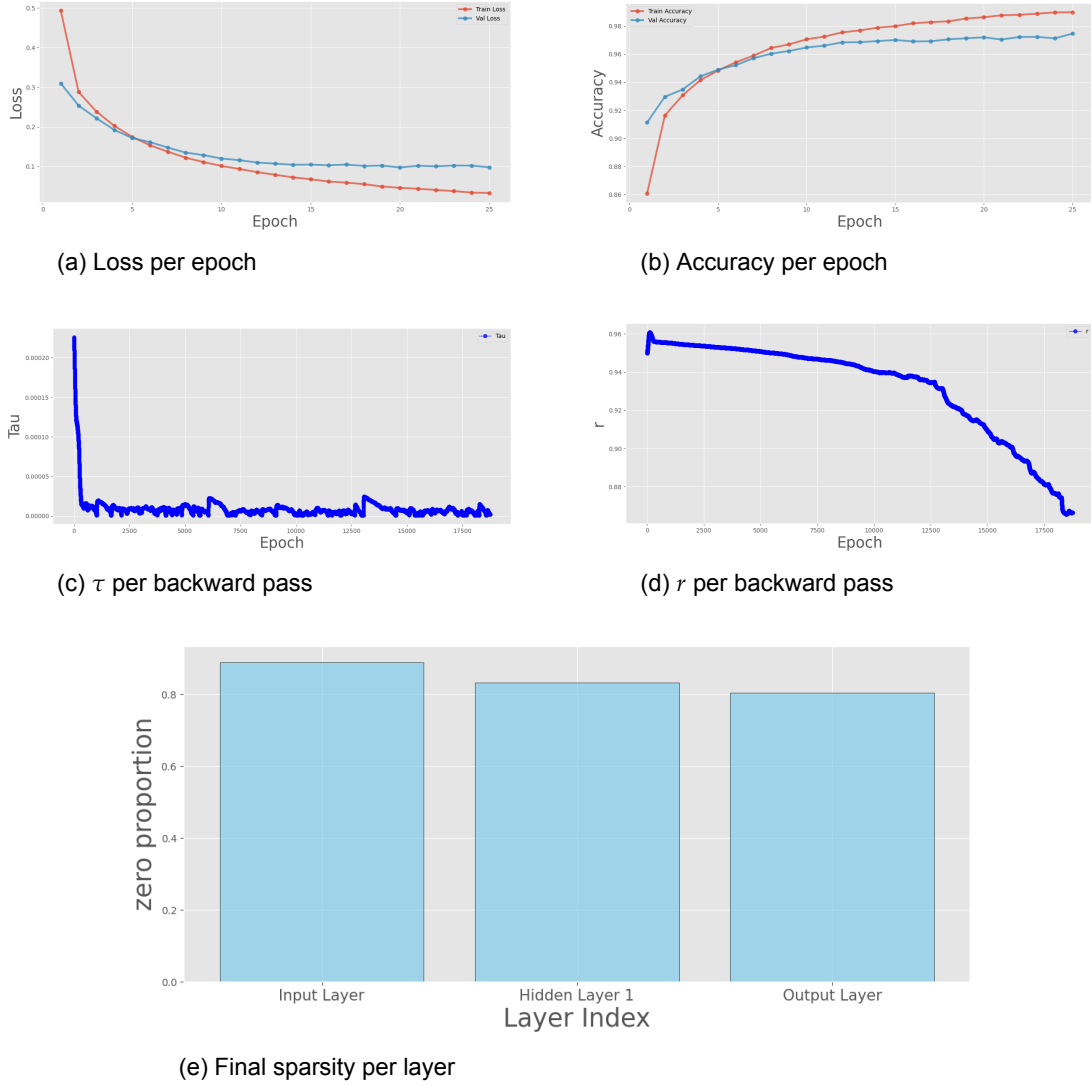 0.5
0.4
0.3
0.2
0.1
Loss
Train Loss
Val Loss
0 5 10 15 20 25
Epoch
(a) Loss per epoch
0.98
0.96
0.94
0.92
0.90
0.88
0.86
Accuracy
Train Accuracy
Val Accuracy
0 5 10 15 20 25
Epoch
(b) Accuracy per epoch
0.00020
0.00015
0.00010
0.00005
0.00000
Tau
Tau
0 2500 5000 7500 10000 12500 15000 17500
Epoch
(c) τ per backward pass
0.96
0.94
0.92
0.90
0.88
r
r
0 2500 5000 7500 10000 12500 15000 17500
Epoch
(d) r per backward pass
0.8
0.6
0.4
0.2
0.0
zero proportion
Input Layer Hidden Layer 1 Output Layer
Layer Index
(e) Final sparsity per layer